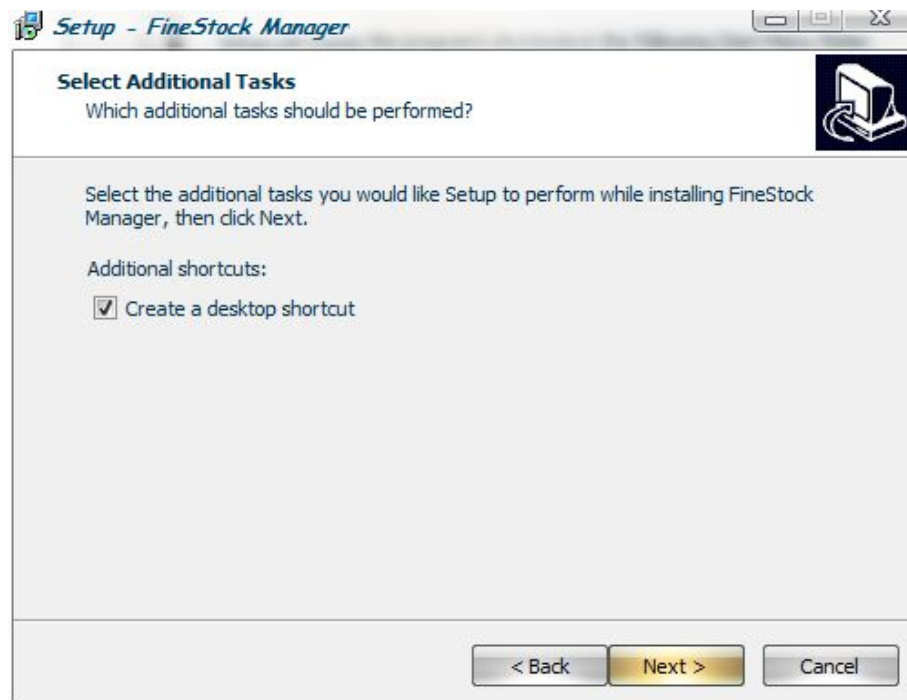 Setup - FineStock Manager
Select Additional Tasks
Which additional tasks should be performed?
Select the additional tasks you would like Setup to perform while installing FineStock
Manager, then click Next.
Additional shortcuts:
Create a desktop shortcut
< Back Next > Cancel